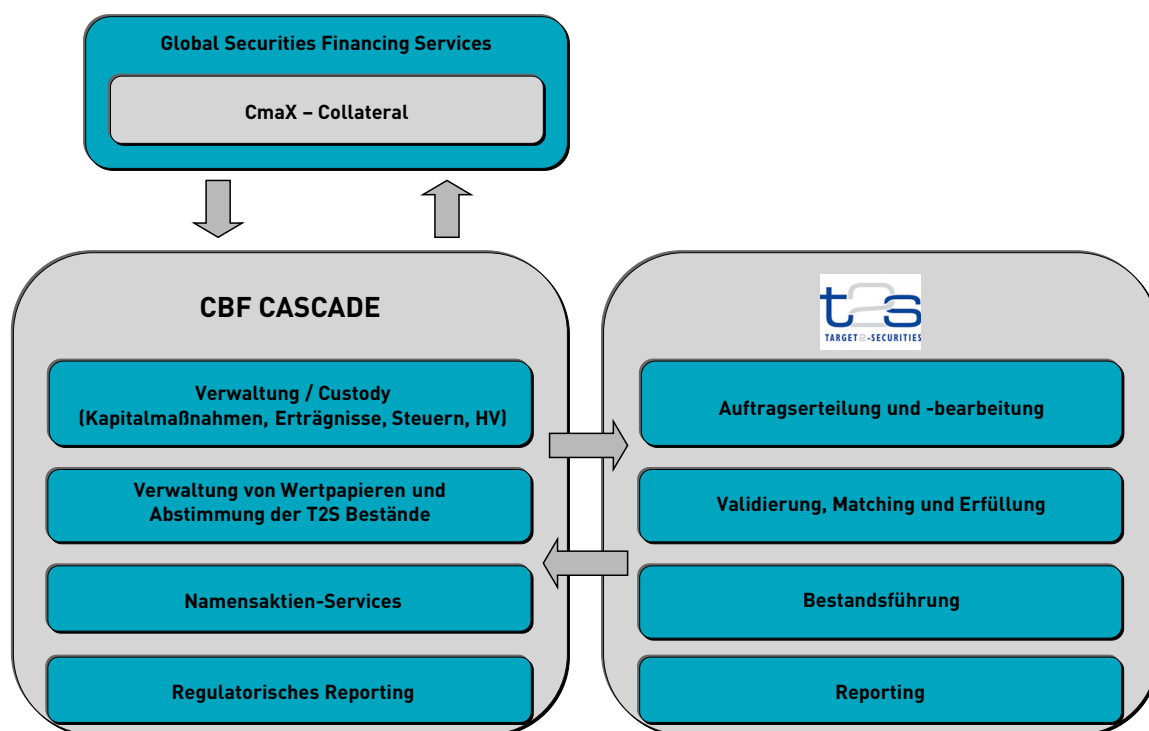 Global Securities Financing Services
CmaX – Collateral
CBF CASCADE
Verwaltung / Custody
(Kapitalmaßnahmen, Erträgnisse, Steuern, HV)
Verwaltung von Wertpapieren und
Abstimmung der T2S Bestände
Namensaktien-Services
Regulatorisches Reporting
t2s
TARGET2-SECURITIES
Auftragserteilung und -bearbeitung
Validierung, Matching und Erfüllung
Bestandsführung
Reporting